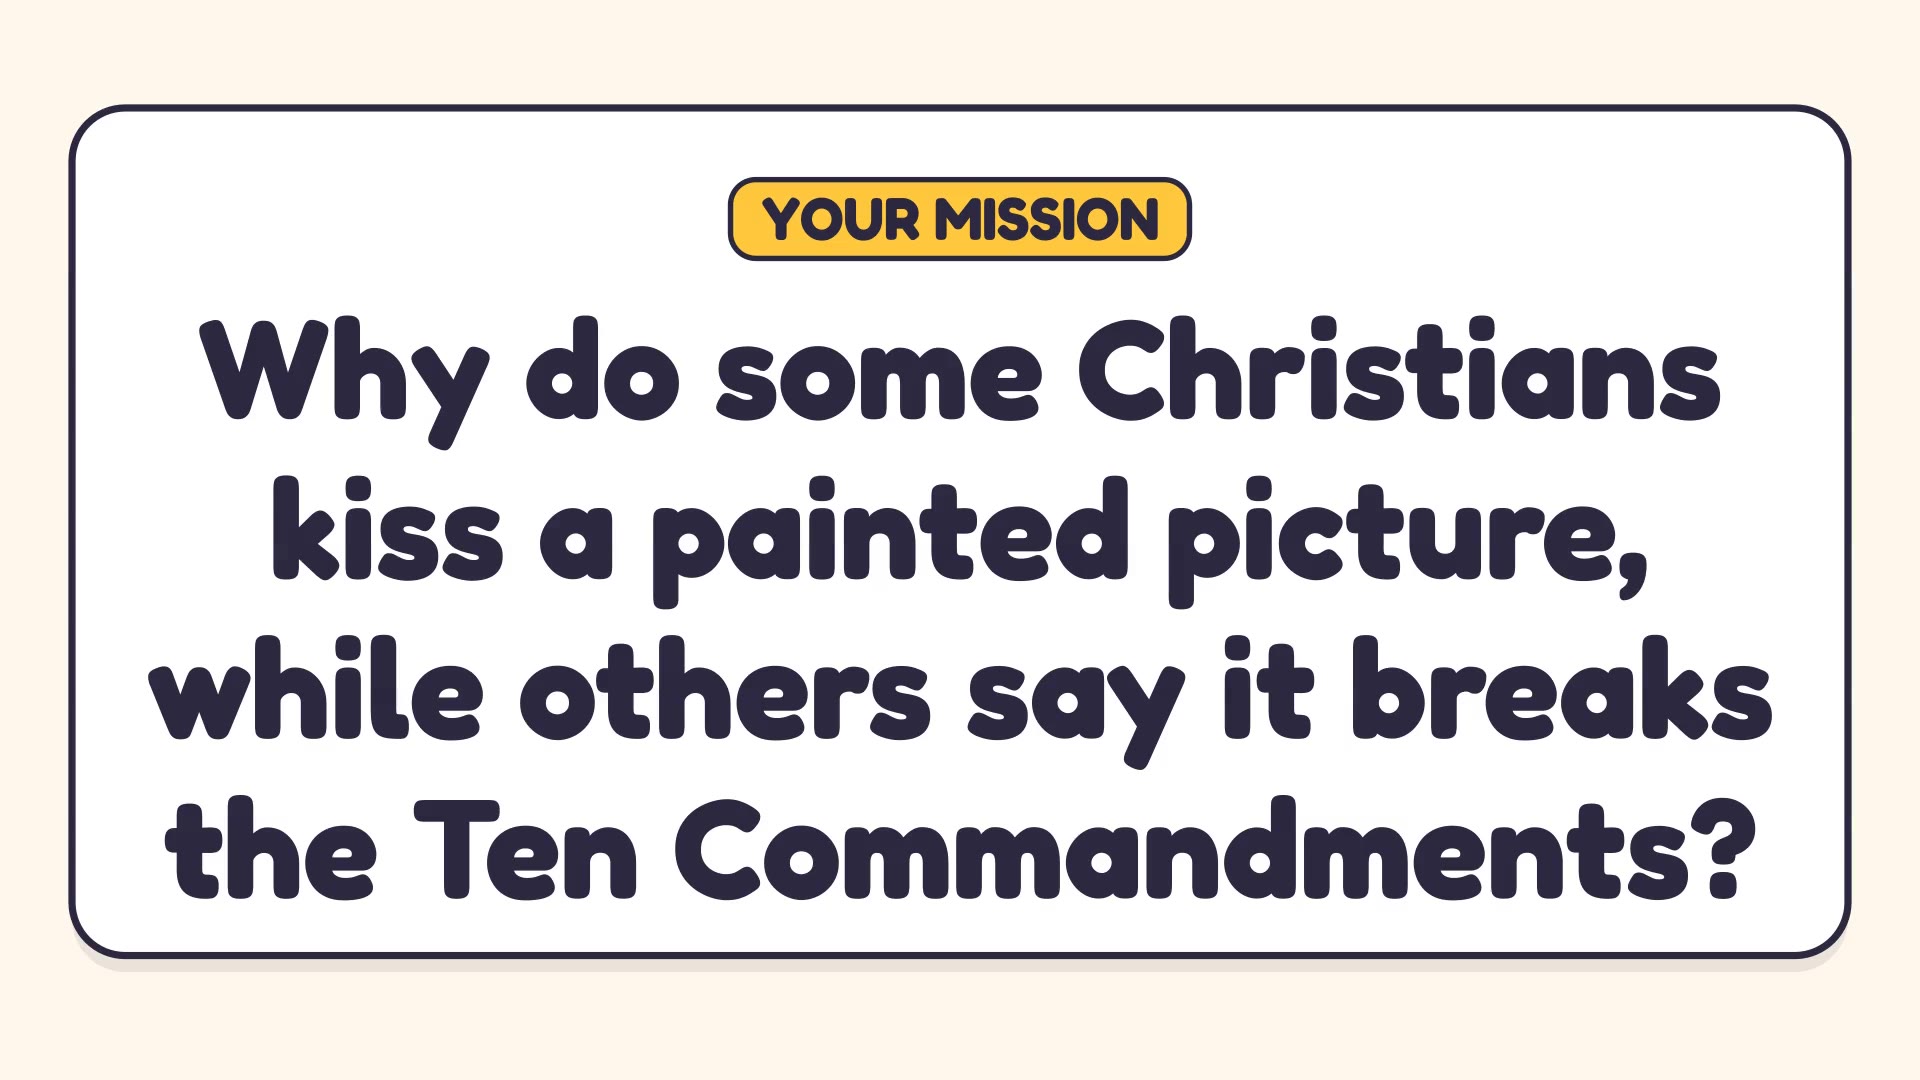 YOUR MISSION
Why do some Christians
kiss a painted picture,
while others say it breaks
the Ten Commandments?